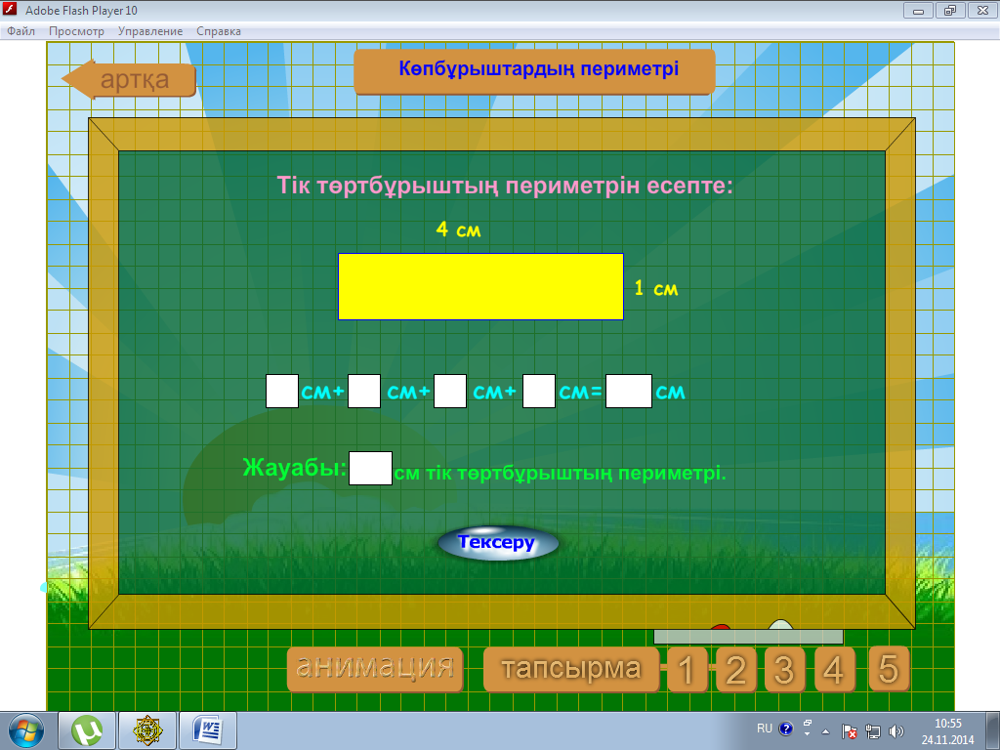 Adobe Flash Player 10
Файл Просмотр Управление Справка
артқа
Көпбұрыштардың периметрі
Тік төртбұрыштың периметрін есепте:
4 см
1 см
см+ см+ см+ см= см
Жауабы: см тік төртбұрыштың периметрі.
Тексеру
анимация тапсырма 1 2 3 4 5
RU
10:55
24.11.2014